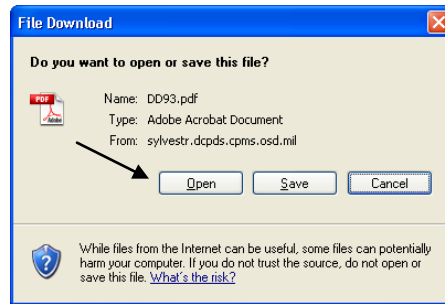 File Download
Do you want to open or save this file?
PDF
Adobe
Name: DD93.pdf
Type: Adobe Acrobat Document
From: sylvestr.dcpds.cpms.osd.mil
Open Save Cancel
While files from the Internet can be useful, some files can potentially
harm your computer. If you do not trust the source, do not open or
save this file. What's the risk?